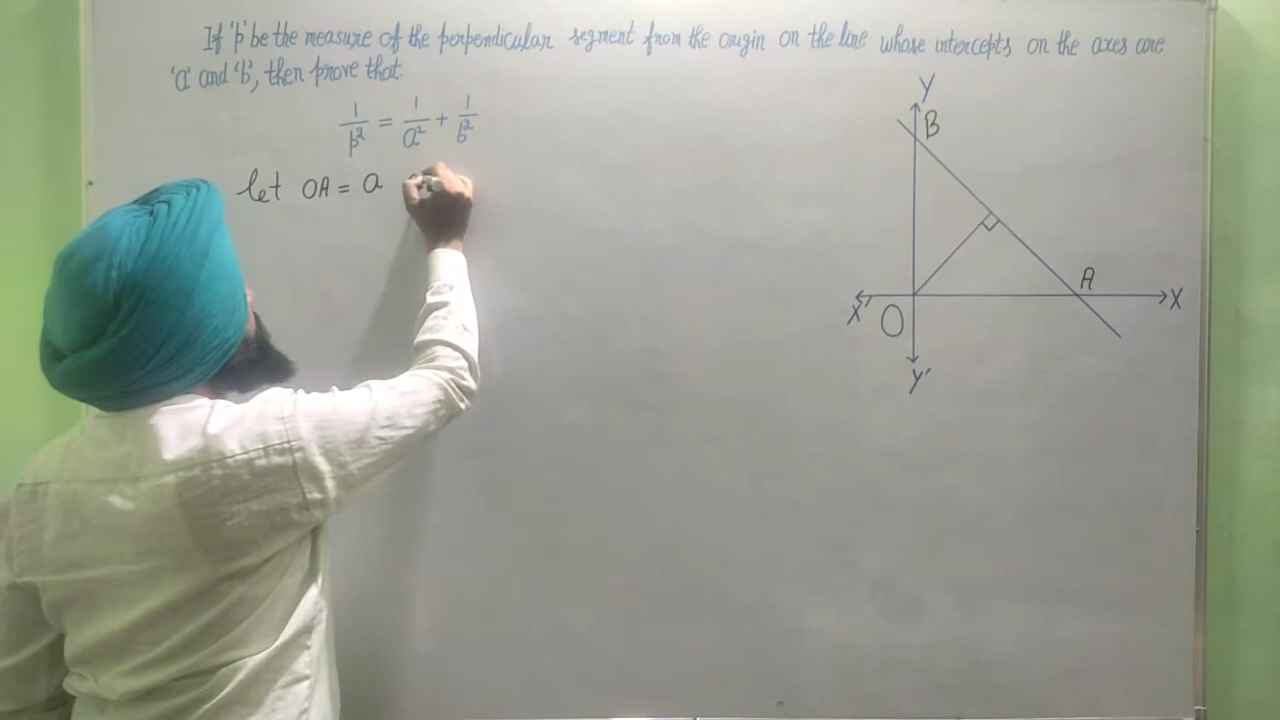 If 'p' be the measure of the perpendicular segment from the origin on the line whose intercepts on the axes are
'a' and 'b', then prove that.
1/p² = 1/a² + 1/b²
let OA = a
Y
B
A
X' O X
Y'